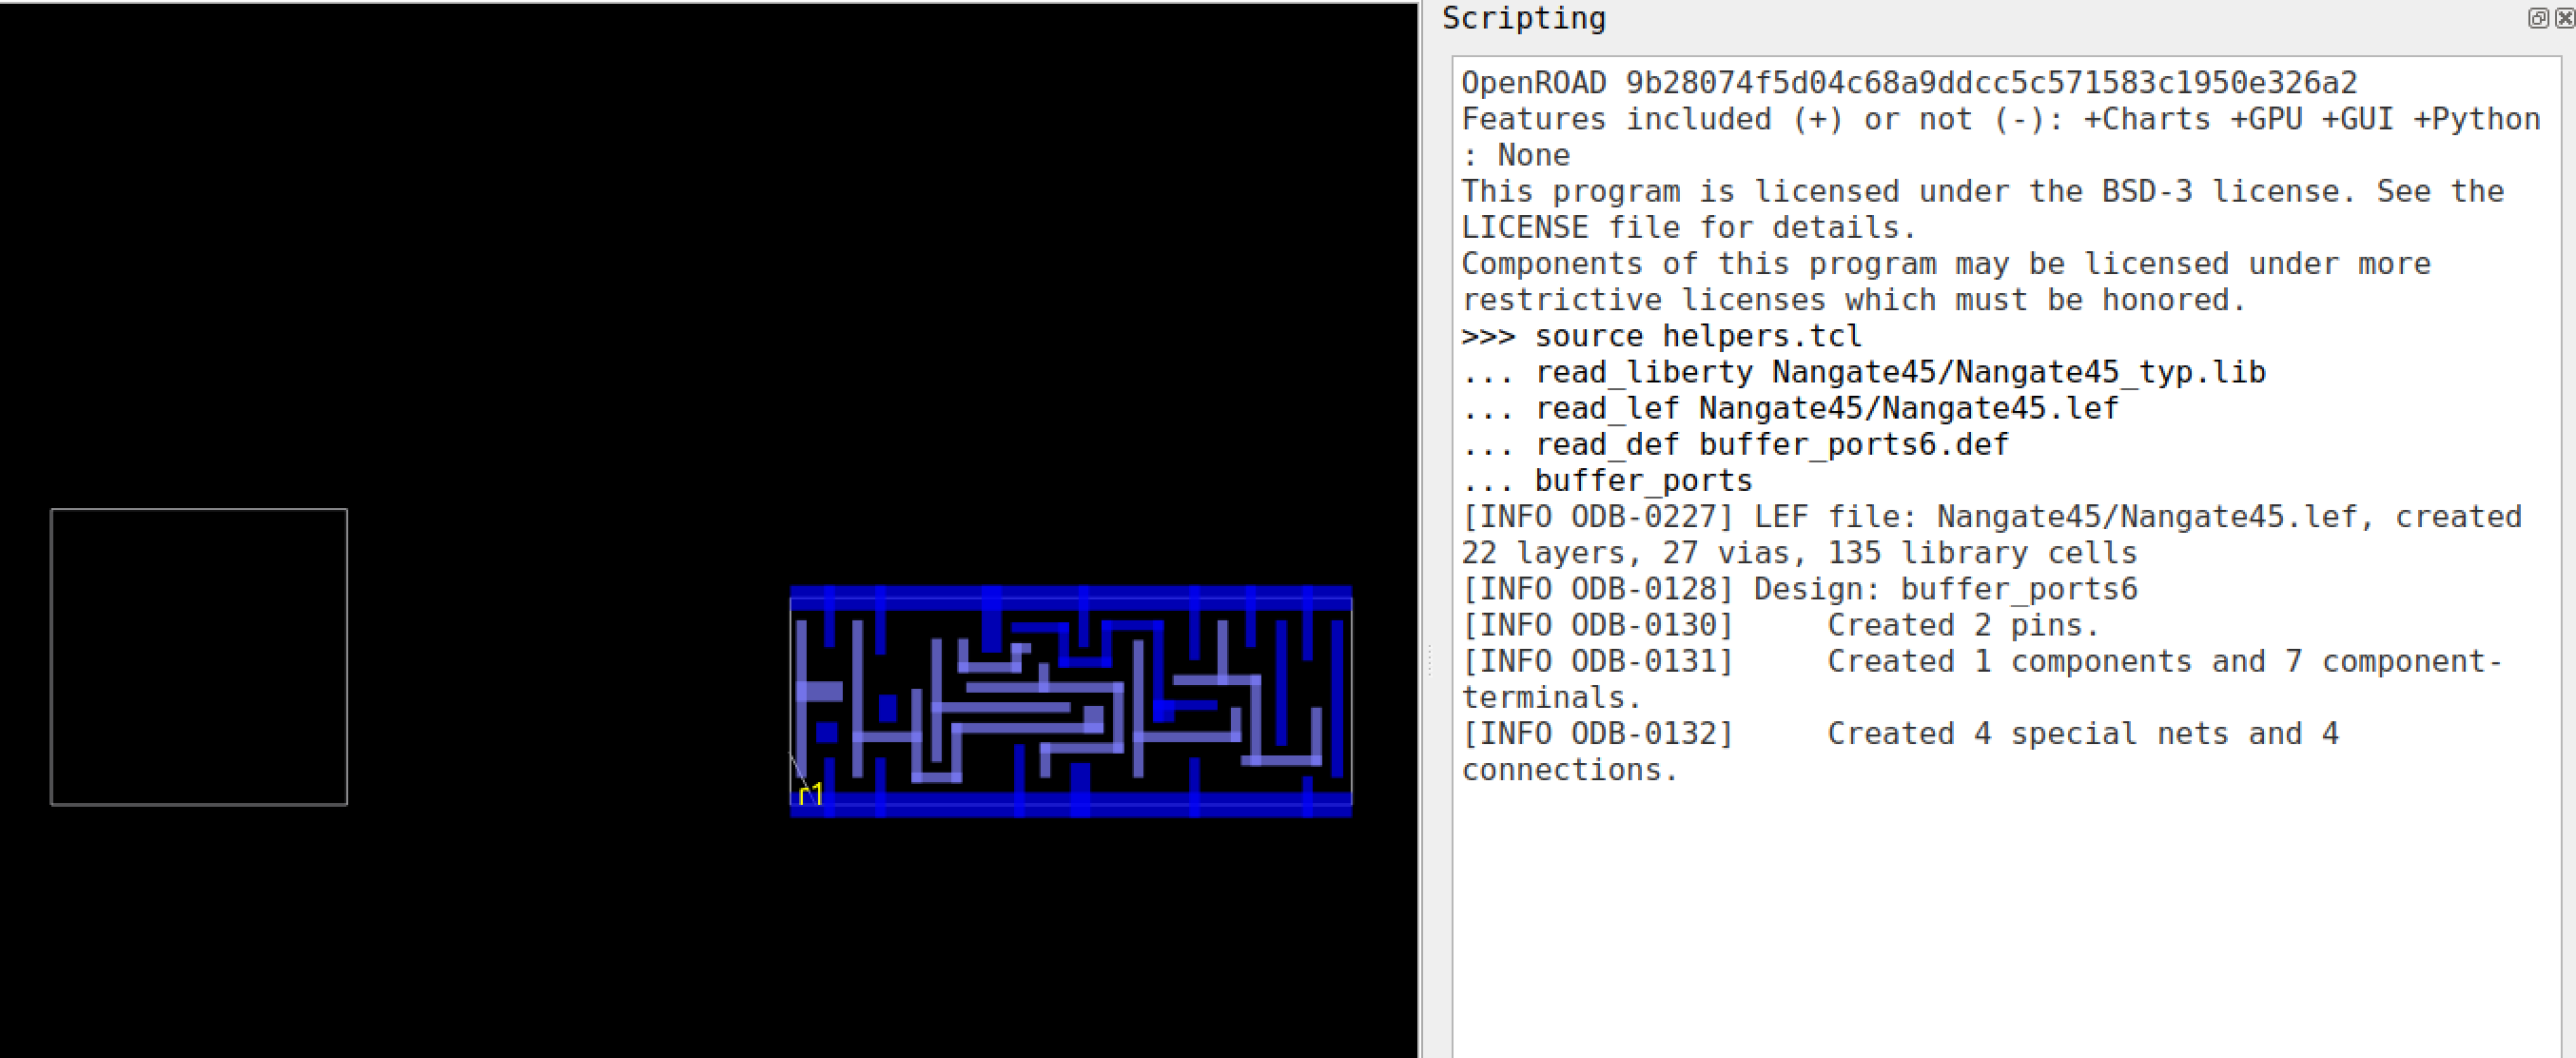 Scripting
OpenROAD 9b28074f5d04c68a9ddcc5c571583c1950e326a2
Features included (+) or not (-): +Charts +GPU +GUI +Python
: None
This program is licensed under the BSD-3 license. See the
LICENSE file for details.
Components of this program may be licensed under more
restrictive licenses which must be honored.
>>> source helpers.tcl
... read_liberty Nangate45/Nangate45_typ.lib
... read_lef Nangate45/Nangate45.lef
... read_def buffer_ports6.def
... buffer_ports
[INFO ODB-0227] LEF file: Nangate45/Nangate45.lef, created
22 layers, 27 vias, 135 library cells
[INFO ODB-0128] Design: buffer_ports6
[INFO ODB-0130]     Created 2 pins.
[INFO ODB-0131]     Created 1 components and 7 component-
terminals.
[INFO ODB-0132]     Created 4 special nets and 4
connections.
r1